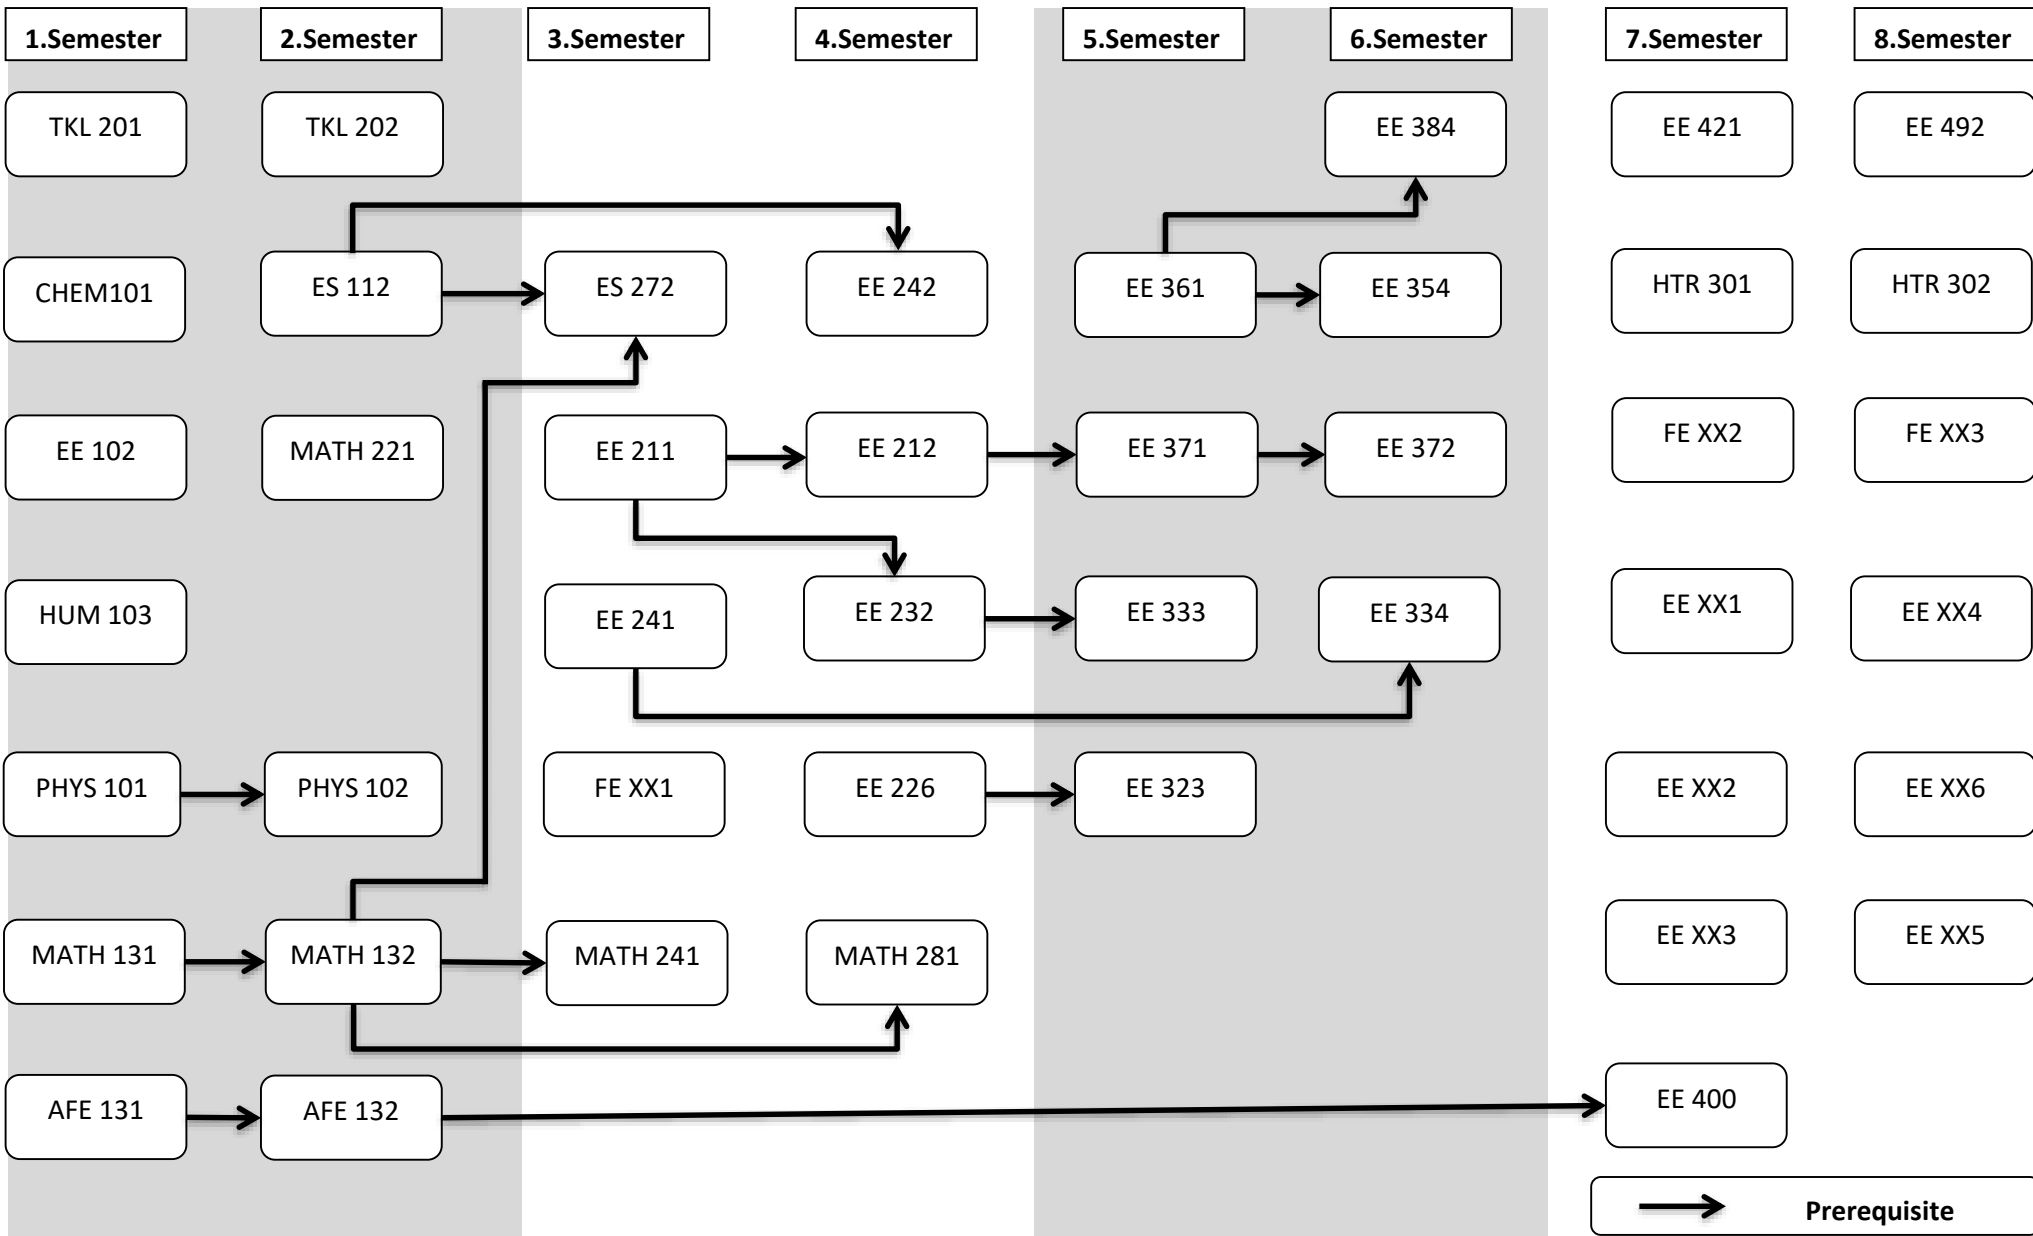 1.Semester 2.Semester 3.Semester 4.Semester 5.Semester 6.Semester 7.Semester 8.Semester
TKL 201 TKL 202 EE 384 EE 421 EE 492
CHEM101 ES 112 ES 272 EE 242 EE 361 EE 354 HTR 301 HTR 302
EE 102 MATH 221 EE 211 EE 212 EE 371 EE 372 FE XX2 FE XX3
HUM 103 EE 241 EE 232 EE 333 EE 334 EE XX1 EE XX4
PHYS 101 PHYS 102 FE XX1 EE 226 EE 323 EE XX2 EE XX6
MATH 131 MATH 132 MATH 241 MATH 281 EE XX3 EE XX5
AFE 131 AFE 132 EE 400
Prerequisite